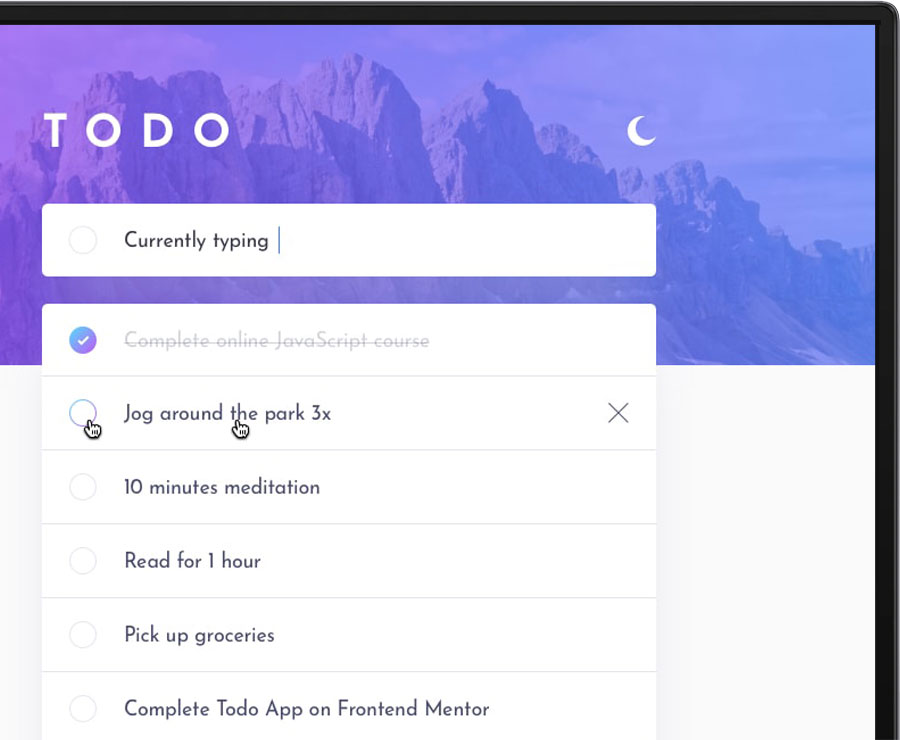 TODO
Currently typing
Complete online JavaScript course
Jog around the park 3x
10 minutes meditation
Read for 1 hour
Pick up groceries
Complete Todo App on Frontend Mentor